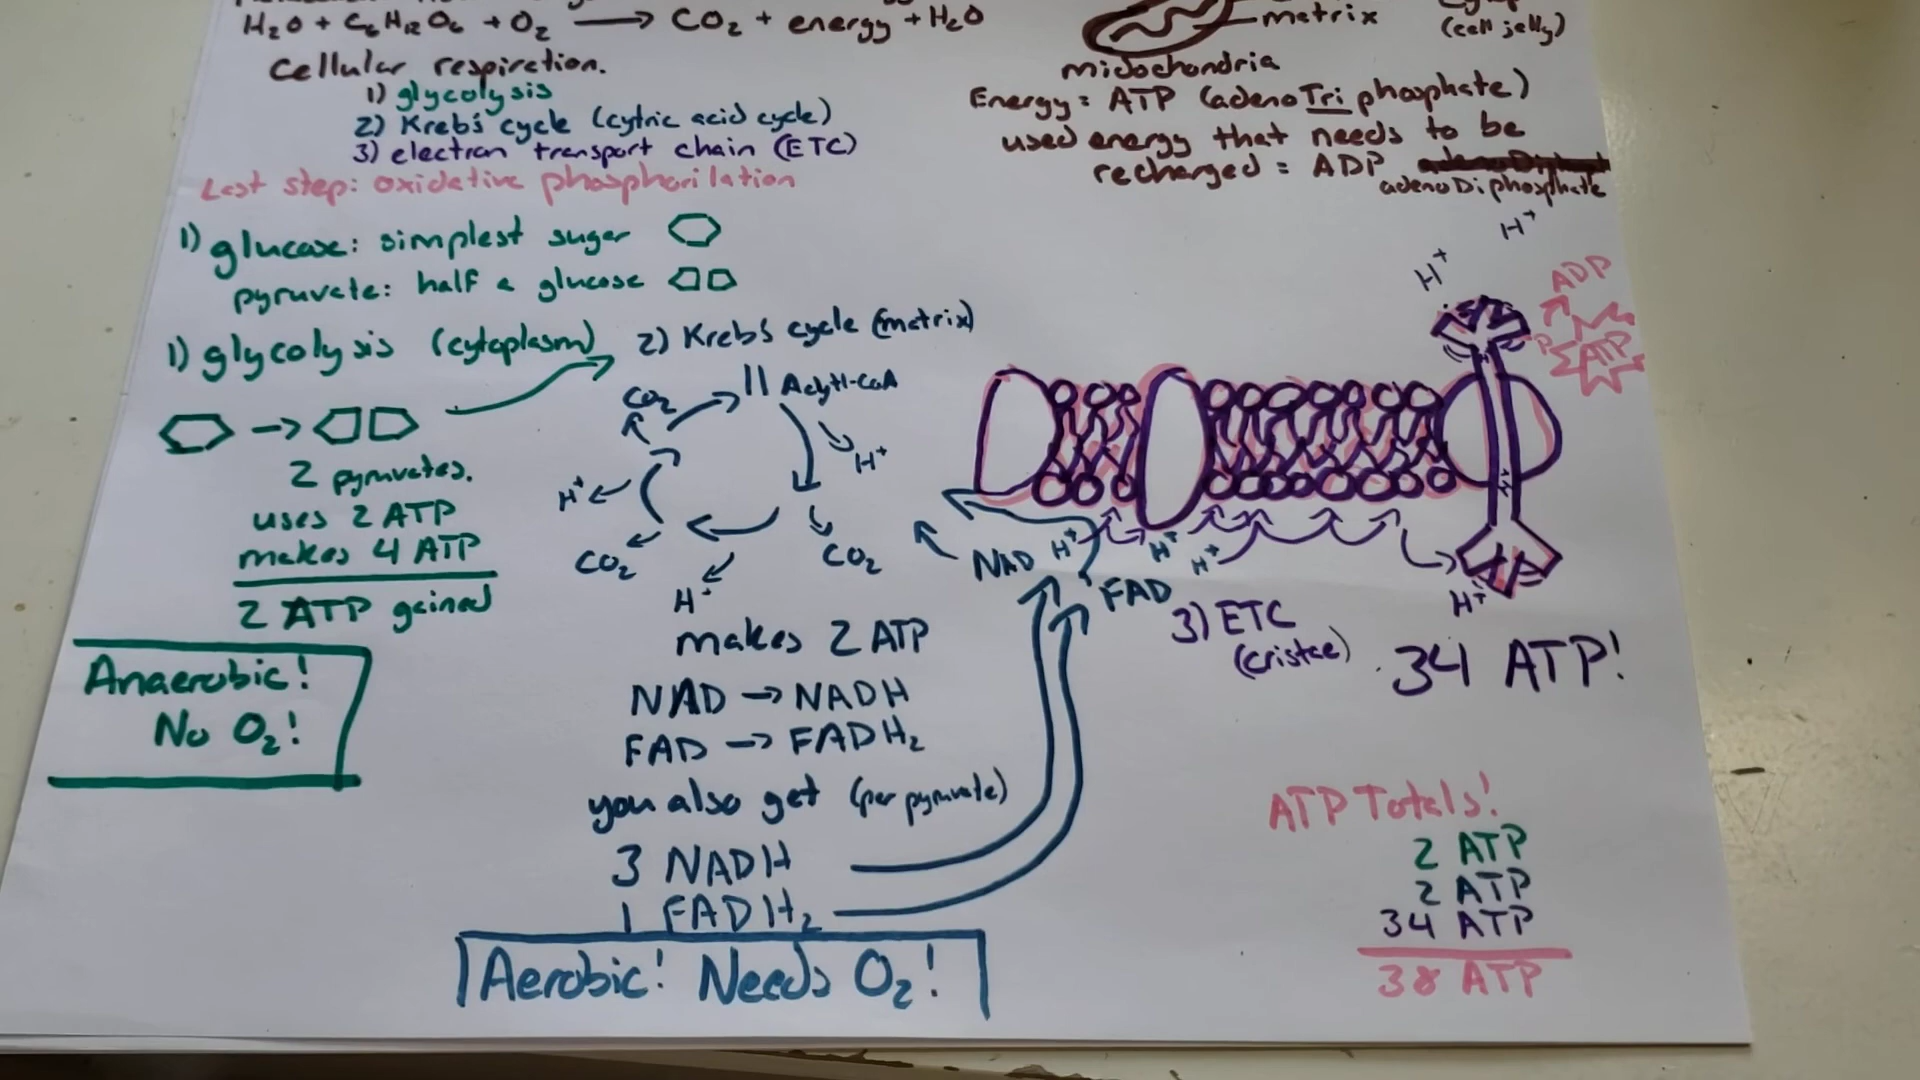 H2O + C6H12O6 + O2 → CO2 + energy + H2O
Cellular respiration.
1) glycolysis
2) Kreb's cycle (cytric acid cycle)
3) electron transport chain (ETC)
Last step: oxidative phosphorilation
matrix
(cell jelly)
midochondria
Energy = ATP (adenoTriphosphate)
used energy that needs to be
recharged = ADP
adenoDiphosphate
1) glucose: simplest sugar
pyruvate: half a glucose
1) glycolysis (cytoplasm)
2 pyruvates.
uses 2 ATP
makes 4 ATP
2 ATP gained
Anaerobic!
No O2!
2) Kreb's cycle (matrix)
CO2
Acyth-CoA
H+
H+
CO2
CO2
H+
makes 2 ATP
NAD → NADH
FAD → FADH2
you also get (per pyruvate)
3 NADH
1 FADH2
Aerobic! Needs O2!
H+
H+
ADP
P
ATP
NAD
H+
H+
H+
FAD
H+
3) ETC
(cristae)
34 ATP!
ATP Totals!
2 ATP
2 ATP
34 ATP
38 ATP